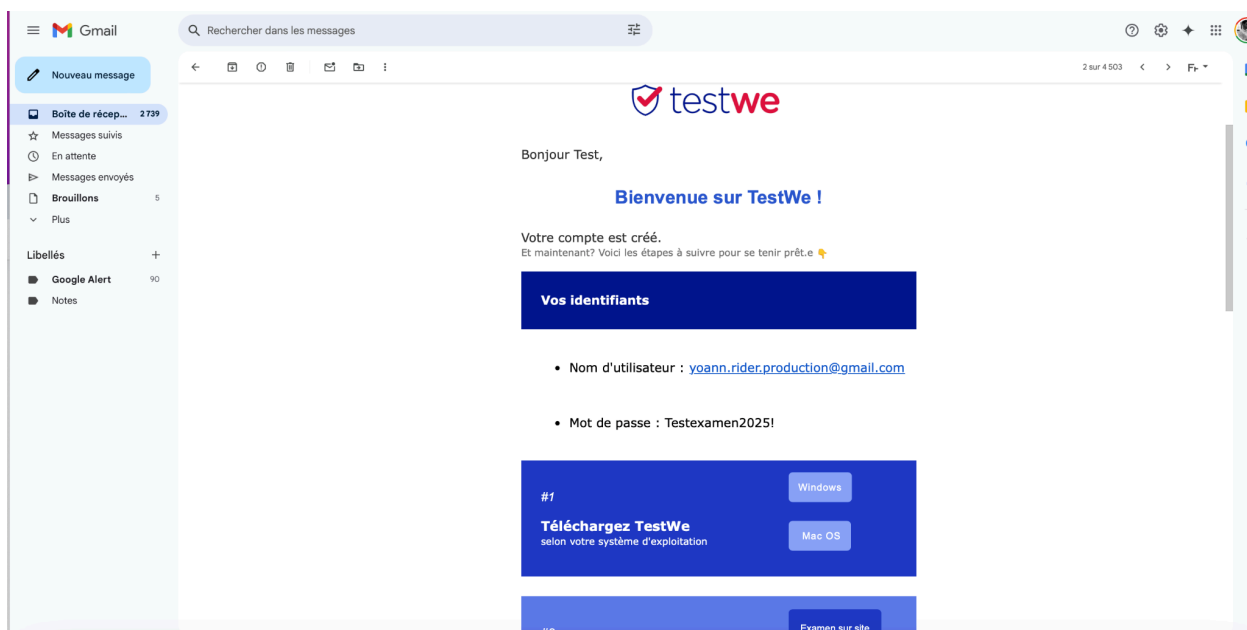 Gmail
Rechercher dans les messages
Nouveau message
2 sur 4 503
Fr
Boîte de récep... 2 739
Messages suivis
En attente
Messages envoyés
Brouillons 5
Plus
Libellés
Google Alert 90
Notes
testwe
Bonjour Test,
Bienvenue sur TestWe !
Votre compte est créé.
Et maintenant? Voici les étapes à suivre pour se tenir prêt.e 👇
Vos identifiants
• Nom d'utilisateur : yoann.rider.production@gmail.com
• Mot de passe : Testexamen2025!
#1
Téléchargez TestWe
selon votre système d'exploitation
Windows
Mac OS
Examen sur site